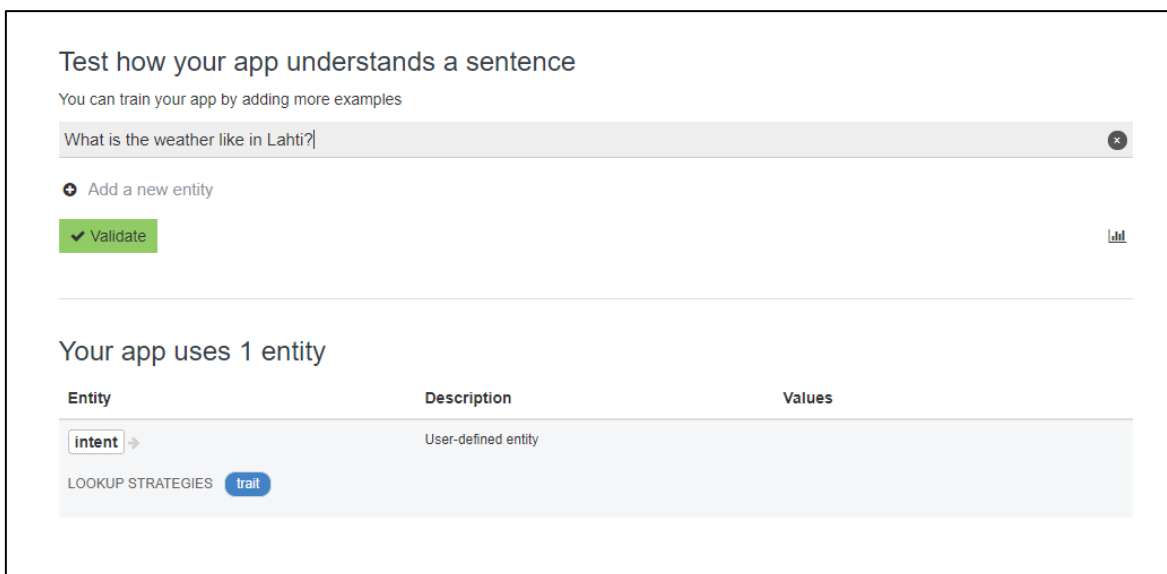 Test how your app understands a sentence
You can train your app by adding more examples
What is the weather like in Lahti?
Add a new entity
Validate
Your app uses 1 entity
Entity Description Values
intent User-defined entity
LOOKUP STRATEGIES trait